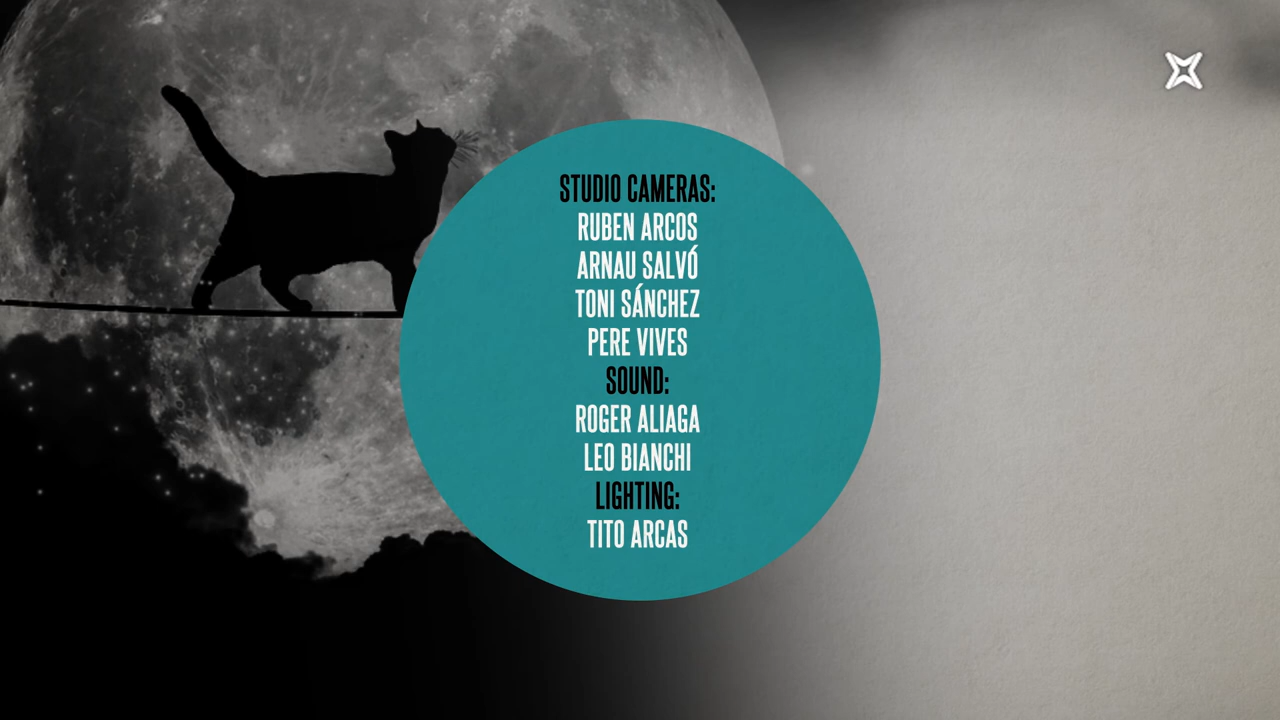 STUDIO CAMERAS:
RUBEN ARCOS
ARNAU SALVÓ
TONI SÁNCHEZ
PERE VIVES
SOUND:
ROGER ALIAGA
LEO BIANCHI
LIGHTING:
TITO ARCAS